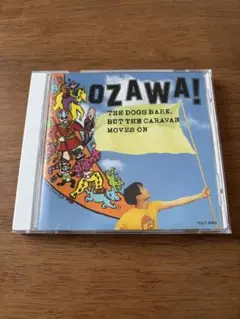 OZAWA!
THE DOGS BARK,
BUT THE CARAVAN
MOVES ON